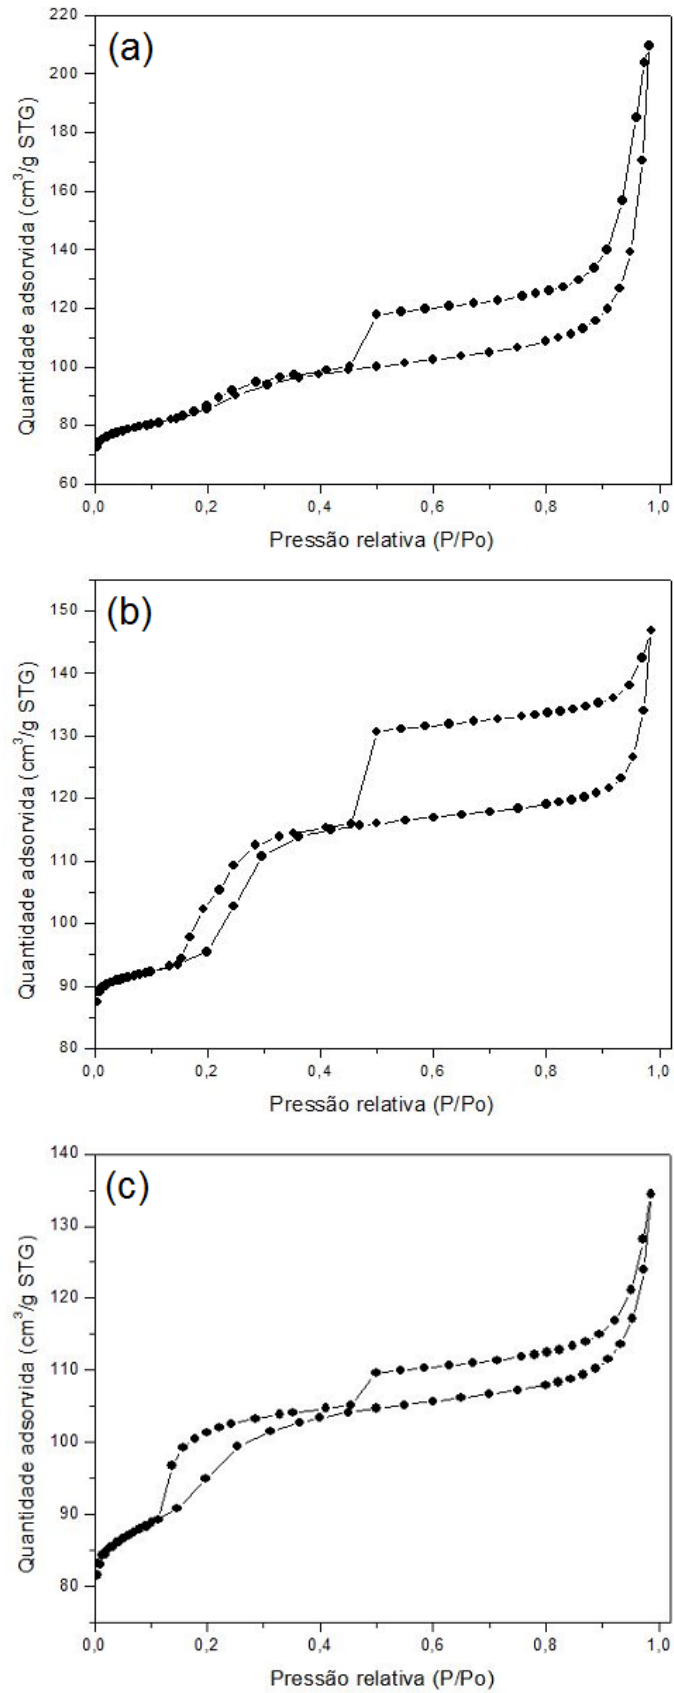 (a)
220
200
180
160
140
120
100
80
60
Quantidade adsorvida (cm³/g STG)
0,0 0,2 0,4 0,6 0,8 1,0
Pressão relativa (P/Po)
(b)
150
140
130
120
110
100
90
80
Quantidade adsorvida (cm³/g STG)
0,0 0,2 0,4 0,6 0,8 1,0
Pressão relativa (P/Po)
(c)
140
130
120
110
100
90
80
Quantidade adsorvida (cm³/g STG)
0,0 0,2 0,4 0,6 0,8 1,0
Pressão relativa (P/Po)